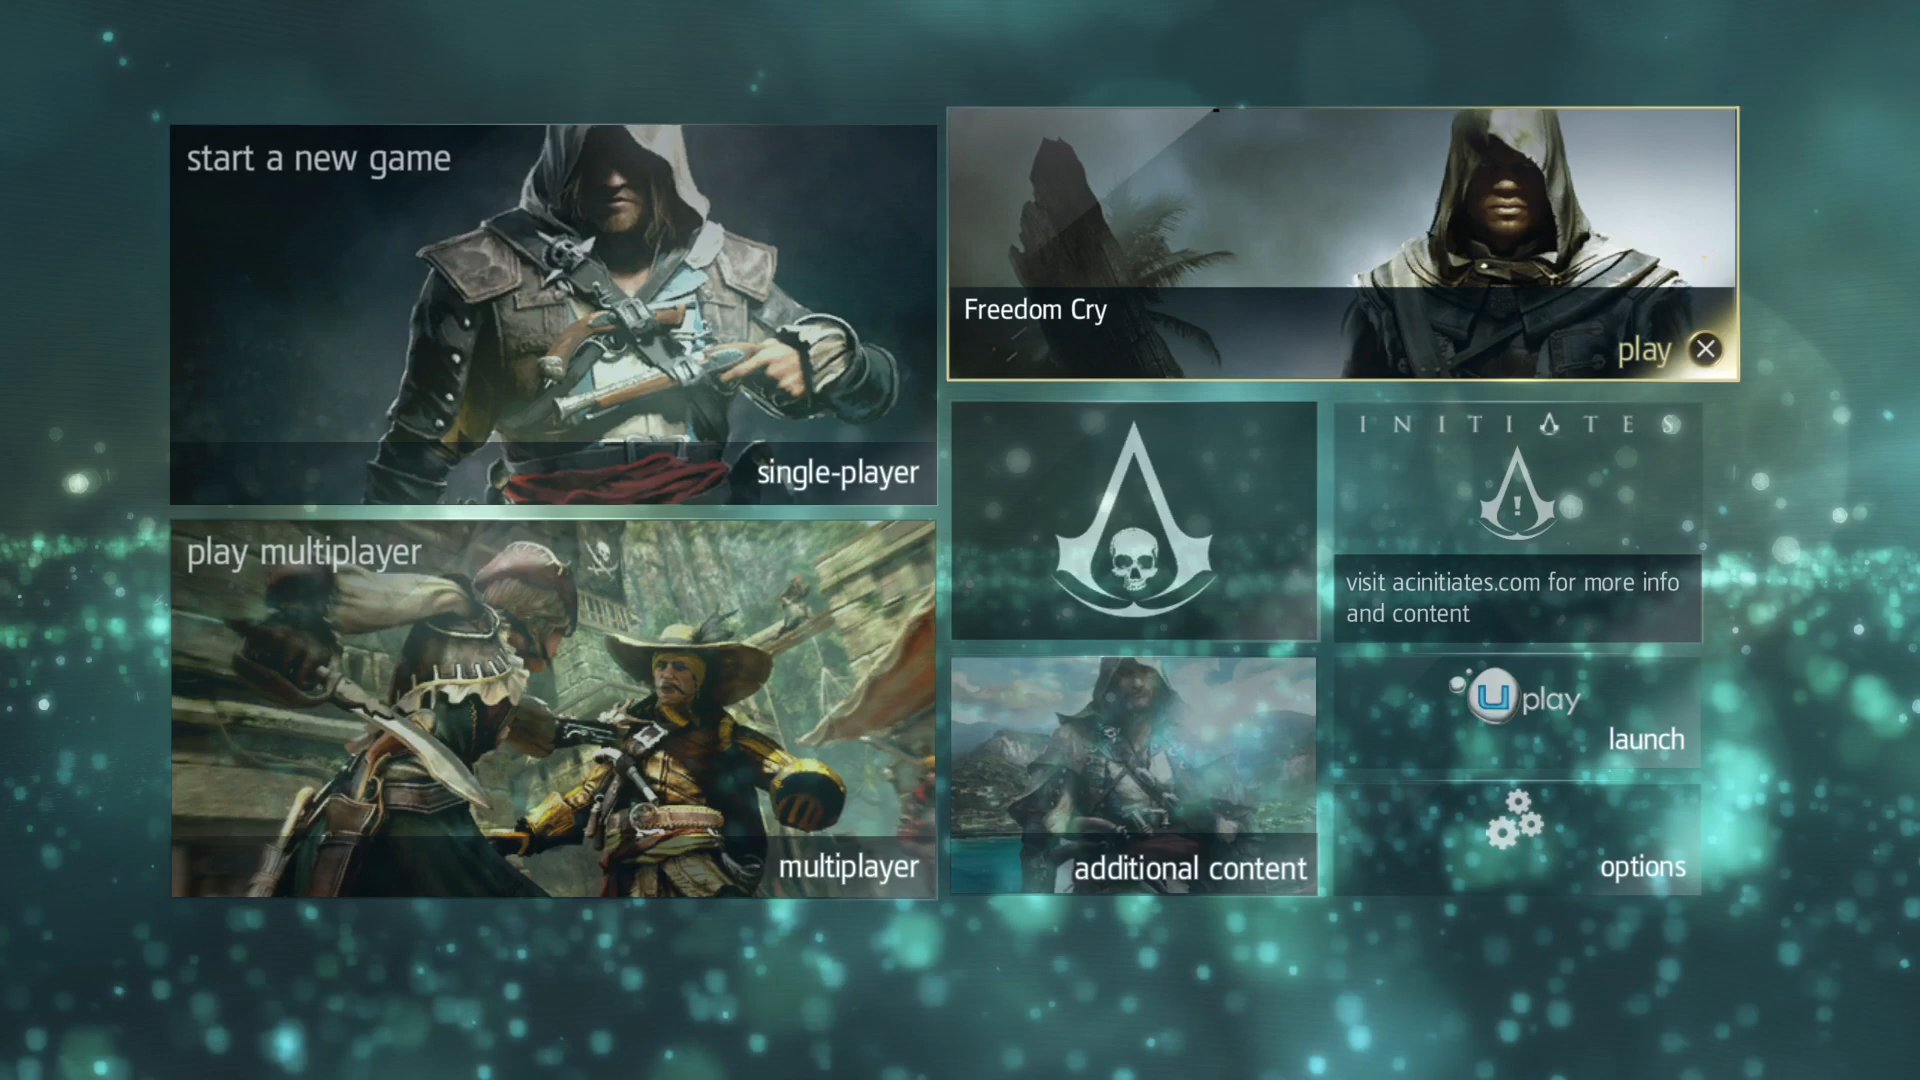 start a new game
single-player
play multiplayer
multiplayer
Freedom Cry
play
INITIATES
!
visit acinitiates.com for more info
and content
additional content
U play
launch
options